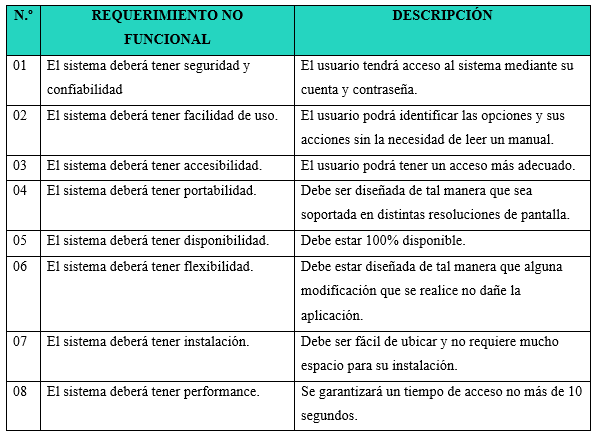 N.º REQUERIMIENTO NO FUNCIONAL DESCRIPCIÓN
01 El sistema deberá tener seguridad y confiabilidad El usuario tendrá acceso al sistema mediante su cuenta y contraseña.
02 El sistema deberá tener facilidad de uso. El usuario podrá identificar las opciones y sus acciones sin la necesidad de leer un manual.
03 El sistema deberá tener accesibilidad. El usuario podrá tener un acceso más adecuado.
04 El sistema deberá tener portabilidad. Debe ser diseñada de tal manera que sea soportada en distintas resoluciones de pantalla.
05 El sistema deberá tener disponibilidad. Debe estar 100% disponible.
06 El sistema deberá tener flexibilidad. Debe estar diseñada de tal manera que alguna modificación que se realice no dañe la aplicación.
07 El sistema deberá tener instalación. Debe ser fácil de ubicar y no requiere mucho espacio para su instalación.
08 El sistema deberá tener performance. Se garantizará un tiempo de acceso no más de 10 segundos.